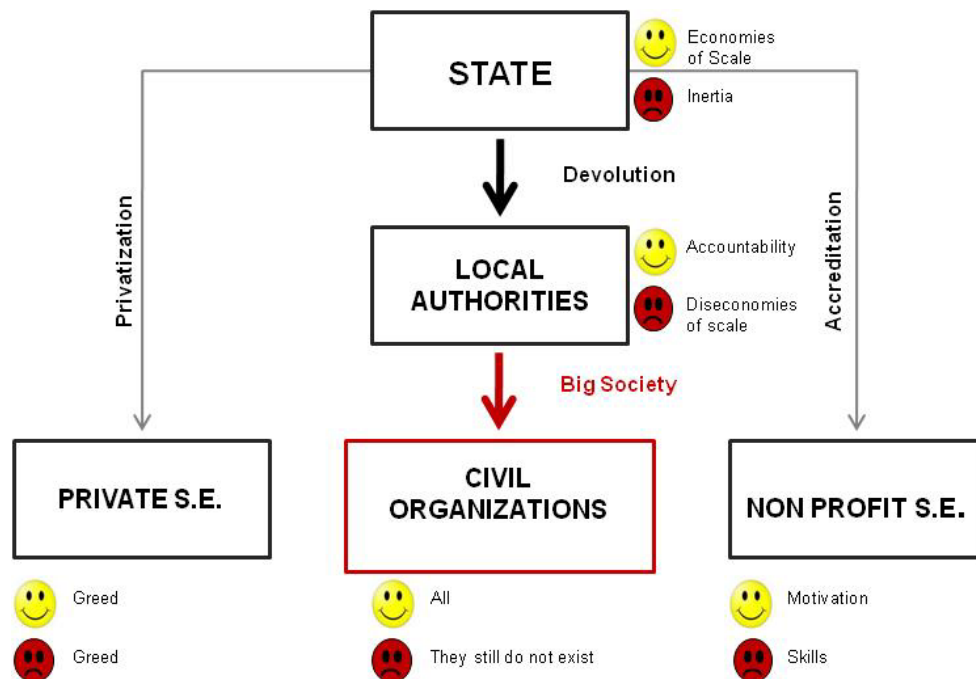 STATE
Economies
of Scale
Inertia
Devolution
Privatization
Accreditation
LOCAL
AUTHORITIES
Accountability
Diseconomies
of scale
Big Society
PRIVATE S.E.
CIVIL
ORGANIZATIONS
NON PROFIT S.E.
Greed
All
Motivation
Greed
They still do not exist
Skills